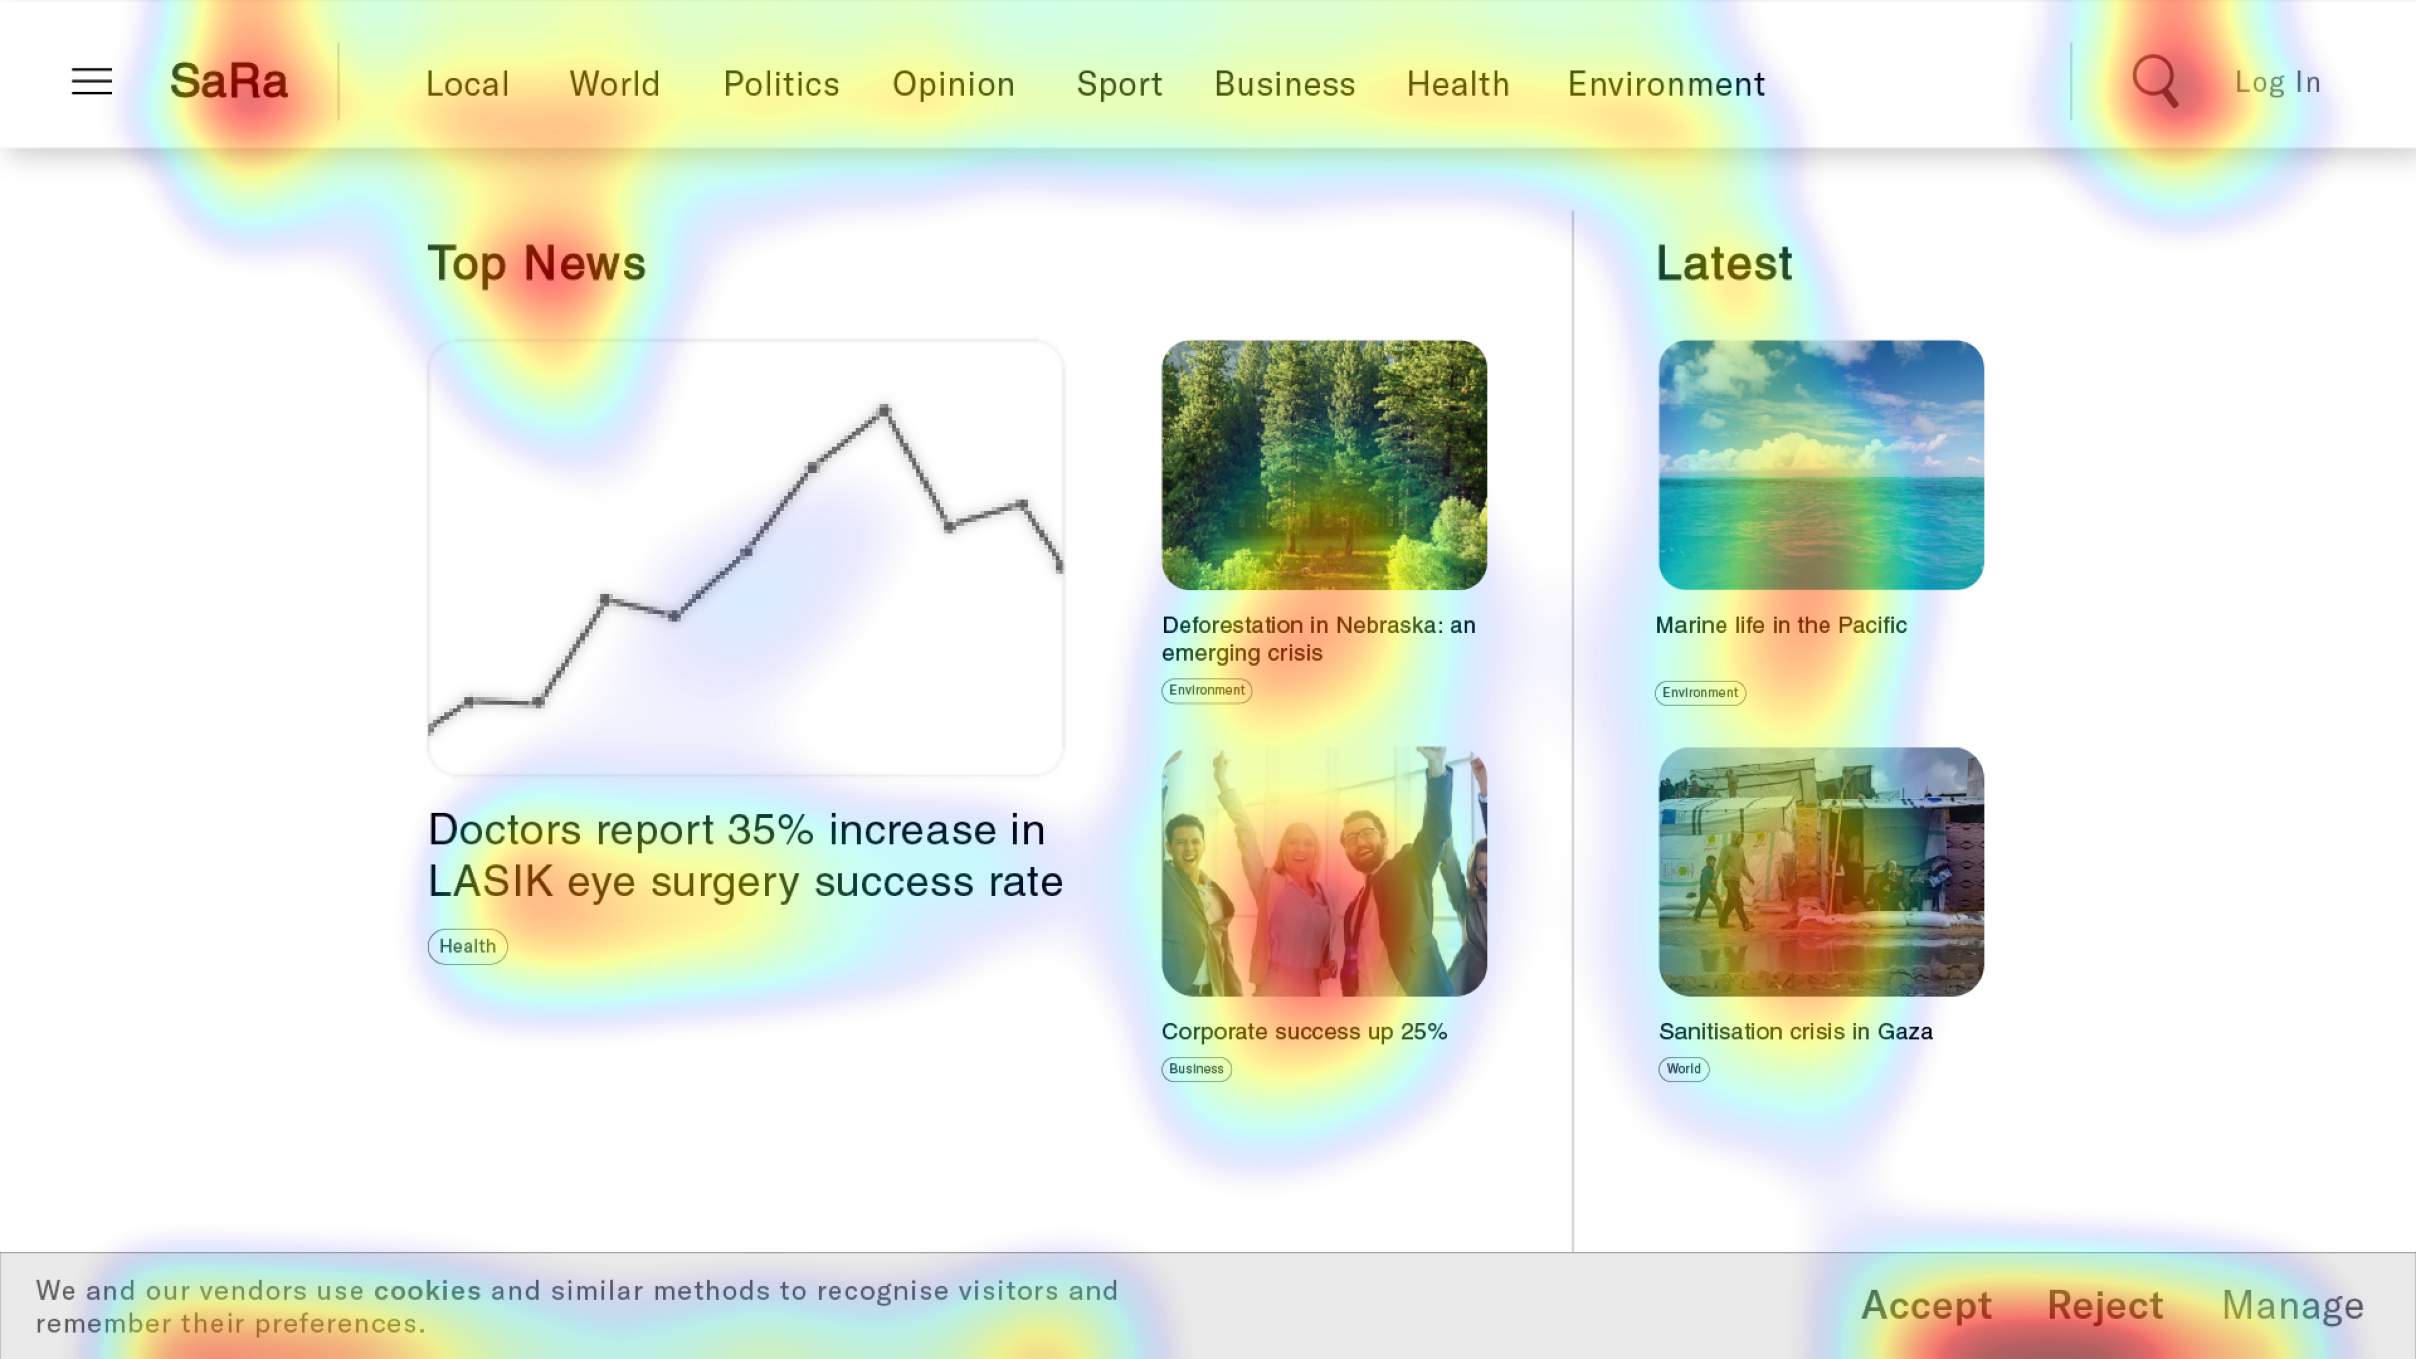 SaRa
Local World Politics Opinion Sport Business Health Environment
Log In
Top News
Doctors report 35% increase in
LASIK eye surgery success rate
Health
Deforestation in Nebraska: an
emerging crisis
Environment
Corporate success up 25%
Business
Latest
Marine life in the Pacific
Environment
Sanitisation crisis in Gaza
World
We and our vendors use cookies and similar methods to recognise visitors and
remember their preferences.
Accept Reject Manage